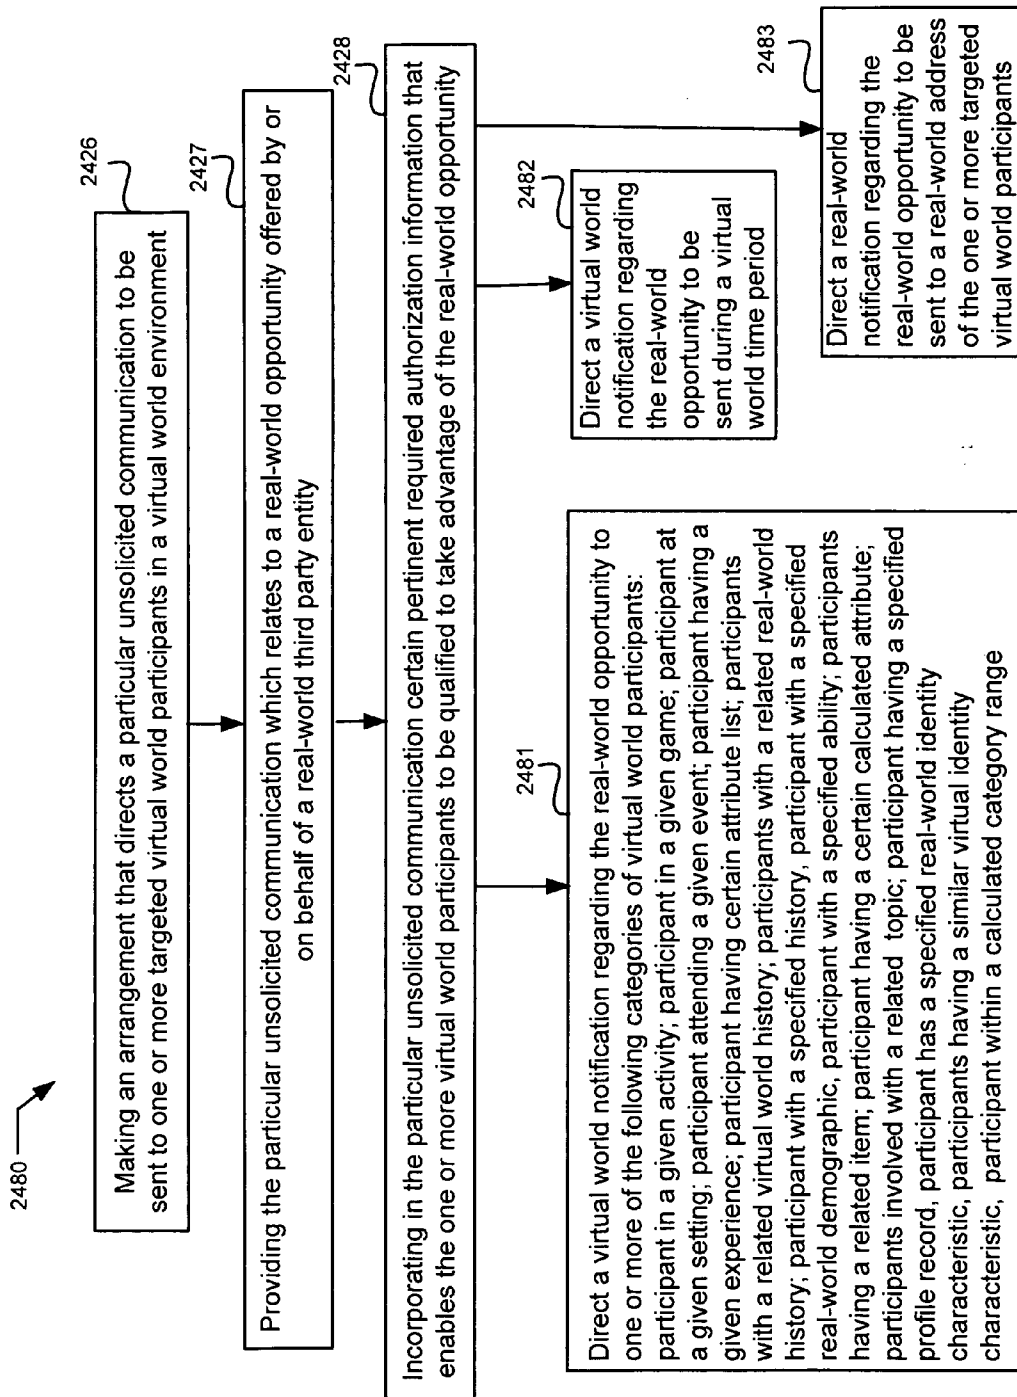 2480
2426
Making an arrangement that directs a particular unsolicited communication to be
sent to one or more targeted virtual world participants in a virtual world environment
2427
Providing the particular unsolicited communication which relates to a real-world opportunity offered by or
on behalf of a real-world third party entity
2428
Incorporating in the particular unsolicited communication certain pertinent required authorization information that
enables the one or more virtual world participants to be qualified to take advantage of the real-world opportunity
2481
Direct a virtual world notification regarding the real-world opportunity to
one or more of the following categories of virtual world participants:
participant in a given activity; participant in a given game; participant at
a given setting; participant attending a given event; participant having a
given experience; participant having certain attribute list; participants
with a related virtual world history; participants with a related real-world
history; participant with a specified history, participant with a specified
real-world demographic, participant with a specified ability; participants
having a related item; participant having a certain calculated attribute;
participants involved with a related topic; participant having a specified
profile record, participant has a specified real-world identity
characteristic, participants having a similar virtual identity
characteristic, participant within a calculated category range
2482
Direct a virtual world
notification regarding
the real-world
opportunity to be
sent during a virtual
world time period
2483
Direct a real-world
notification regarding the
real-world opportunity to be
sent to a real-world address
of the one or more targeted
virtual world participants